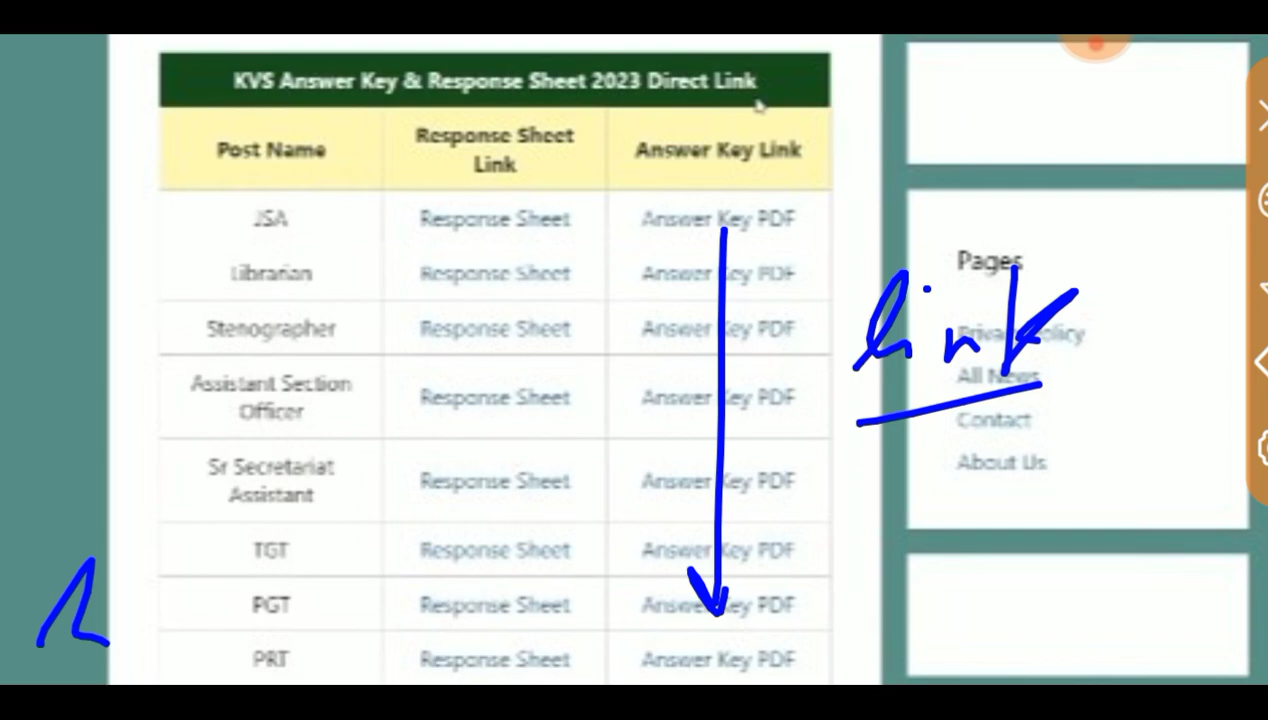 KVS Answer Key & Response Sheet 2023 Direct Link
Post Name Response Sheet Link Answer Key Link
JSA Response Sheet Answer Key PDF
Librarian Response Sheet Answer Key PDF
Stenographer Response Sheet Answer Key PDF
Assistant Section Officer Response Sheet Answer Key PDF
Sr Secretariat Assistant Response Sheet Answer Key PDF
TGT Response Sheet Answer Key PDF
PGT Response Sheet Answer Key PDF
PRT Response Sheet Answer Key PDF
link
Pages
Privacy Policy
All News
Contact
About Us